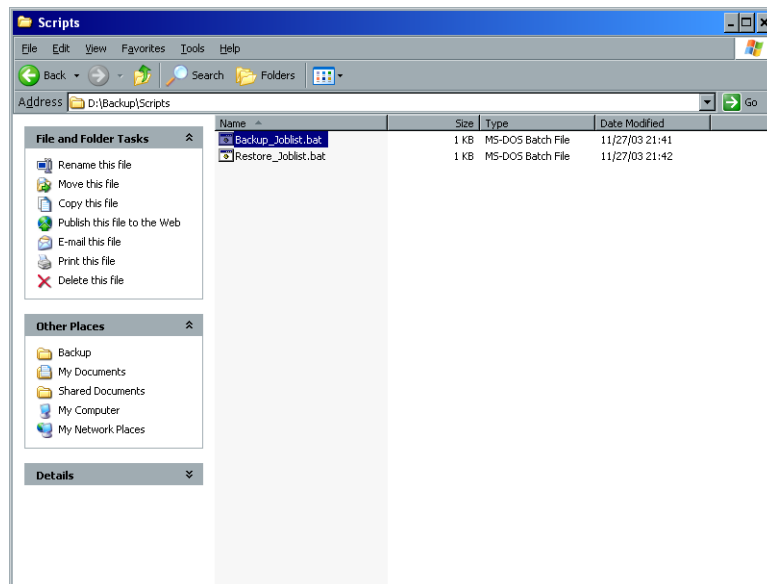 Scripts
File Edit View Favorites Tools Help
Back Search Folders
Address D:\Backup\Scripts Go
Name Size Type Date Modified
Backup_Joblist.bat 1 KB MS-DOS Batch File 11/27/03 21:41
Restore_Joblist.bat 1 KB MS-DOS Batch File 11/27/03 21:42
File and Folder Tasks
Rename this file
Move this file
Copy this file
Publish this file to the Web
E-mail this file
Print this file
Delete this file
Other Places
Backup
My Documents
Shared Documents
My Computer
My Network Places
Details